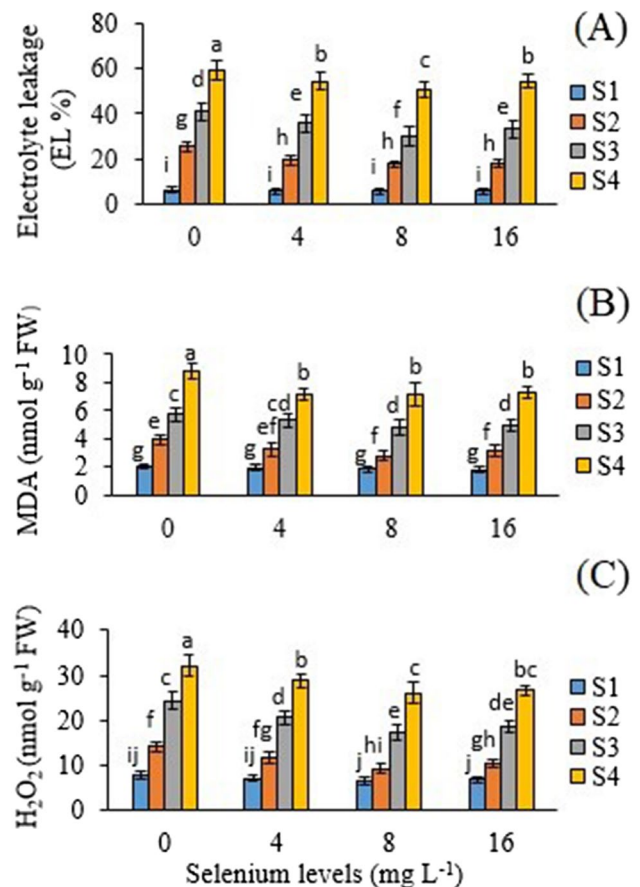 (A)
Electrolyte leakage
(EL %)
80
60
40
20
0
i g d a
i h e b
i h f c
i h e b
0 4 8 16
S1
S2
S3
S4
(B)
MDA (nmol g⁻¹ FW)
10
8
6
4
2
0
g e c a
g ef cd b
g f d b
g f d b
0 4 8 16
S1
S2
S3
S4
(C)
H₂O₂ (nmol g⁻¹ FW)
40
30
20
10
0
ij f c a
ij fg d b
j hi e c
j gh de bc
0 4 8 16
S1
S2
S3
S4
Selenium levels (mg L⁻¹)